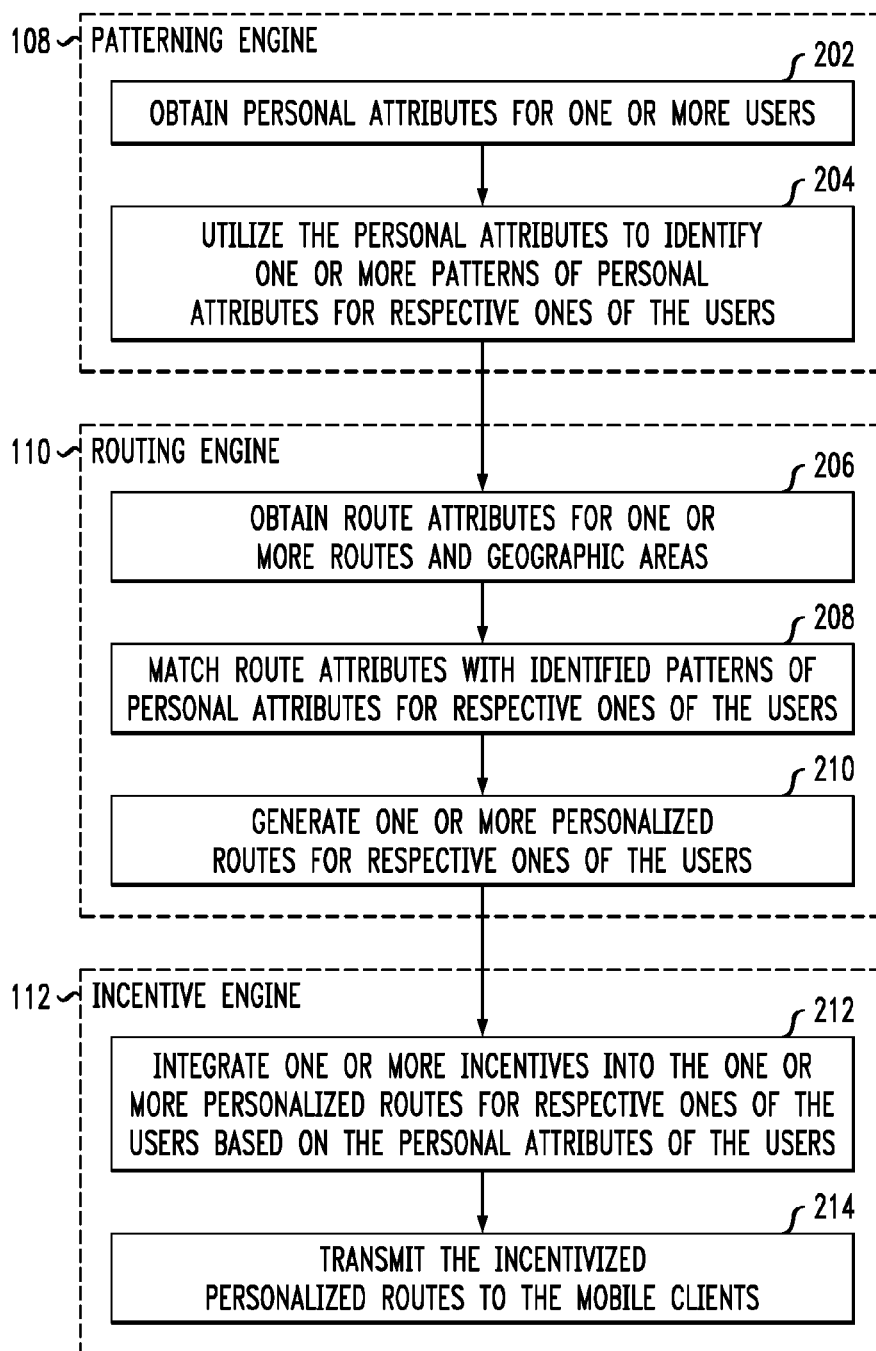 108 PATTERNING ENGINE
202
OBTAIN PERSONAL ATTRIBUTES FOR ONE OR MORE USERS
204
UTILIZE THE PERSONAL ATTRIBUTES TO IDENTIFY
ONE OR MORE PATTERNS OF PERSONAL
ATTRIBUTES FOR RESPECTIVE ONES OF THE USERS
110 ROUTING ENGINE
206
OBTAIN ROUTE ATTRIBUTES FOR ONE OR
MORE ROUTES AND GEOGRAPHIC AREAS
208
MATCH ROUTE ATTRIBUTES WITH IDENTIFIED PATTERNS OF
PERSONAL ATTRIBUTES FOR RESPECTIVE ONES OF THE USERS
210
GENERATE ONE OR MORE PERSONALIZED
ROUTES FOR RESPECTIVE ONES OF THE USERS
112 INCENTIVE ENGINE
212
INTEGRATE ONE OR MORE INCENTIVES INTO THE ONE OR
MORE PERSONALIZED ROUTES FOR RESPECTIVE ONES OF THE
USERS BASED ON THE PERSONAL ATTRIBUTES OF THE USERS
214
TRANSMIT THE INCENTIVIZED
PERSONALIZED ROUTES TO THE MOBILE CLIENTS